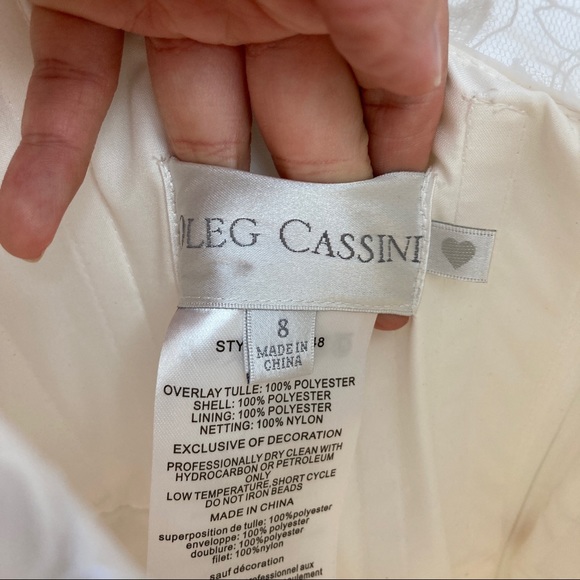 OLEG CASSINI
8
MADE IN
CHINA
OVERLAY TULLE: 100% POLYESTER
SHELL: 100% POLYESTER
LINING: 100% POLYESTER
NETTING: 100% NYLON
EXCLUSIVE OF DECORATION
PROFESSIONALLY DRY CLEAN WITH
HYDROCARBON OR PETROLEUM
ONLY
LOW TEMPERATURE, SHORT CYCLE
DO NOT IRON BEADS
MADE IN CHINA
superposition de tulle: 100%polyester
enveloppe: 100% polyester
doublure: 100% polyester
filet: 100%nylon
sauf décoration